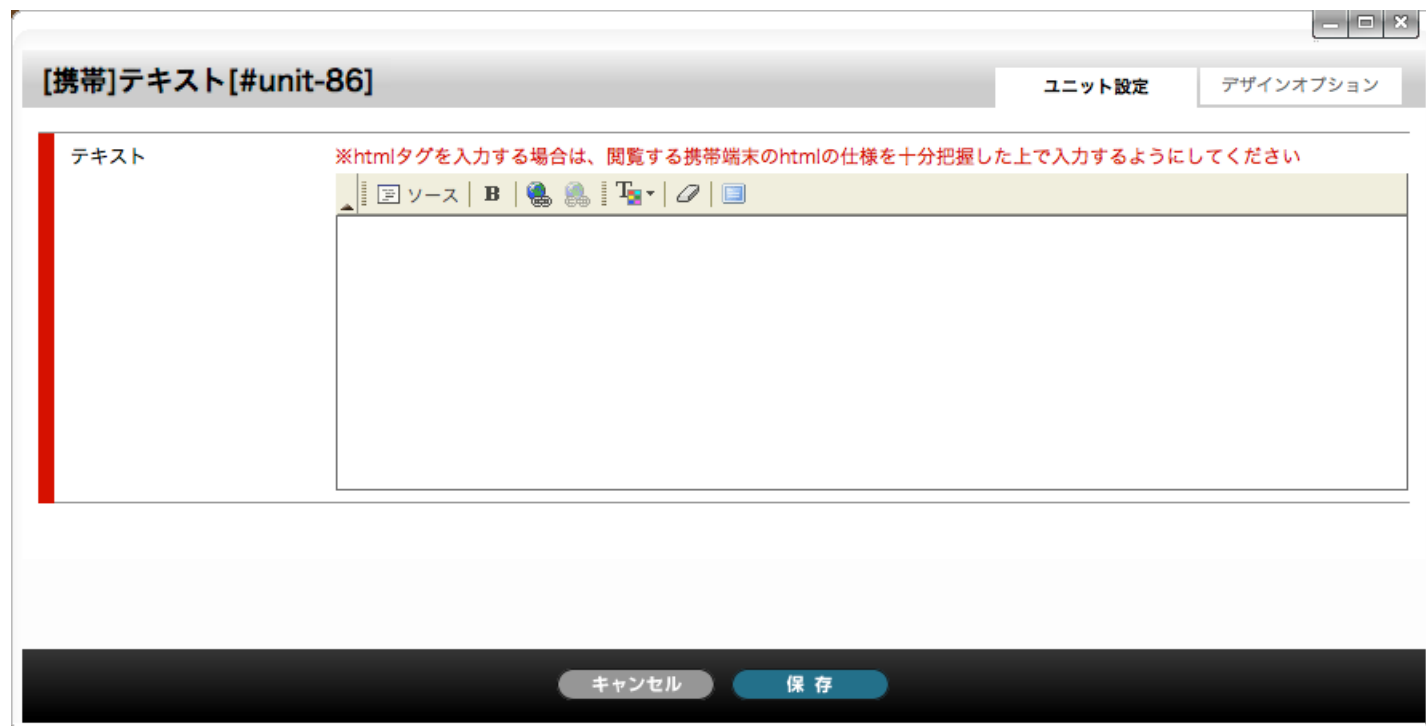 [携帯]テキスト[#unit-86]
ユニット設定
デザインオプション
テキスト
※htmlタグを入力する場合は、閲覧する携帯端末のhtmlの仕様を十分把握した上で入力するようにしてください
ソース B T
キャンセル
保 存